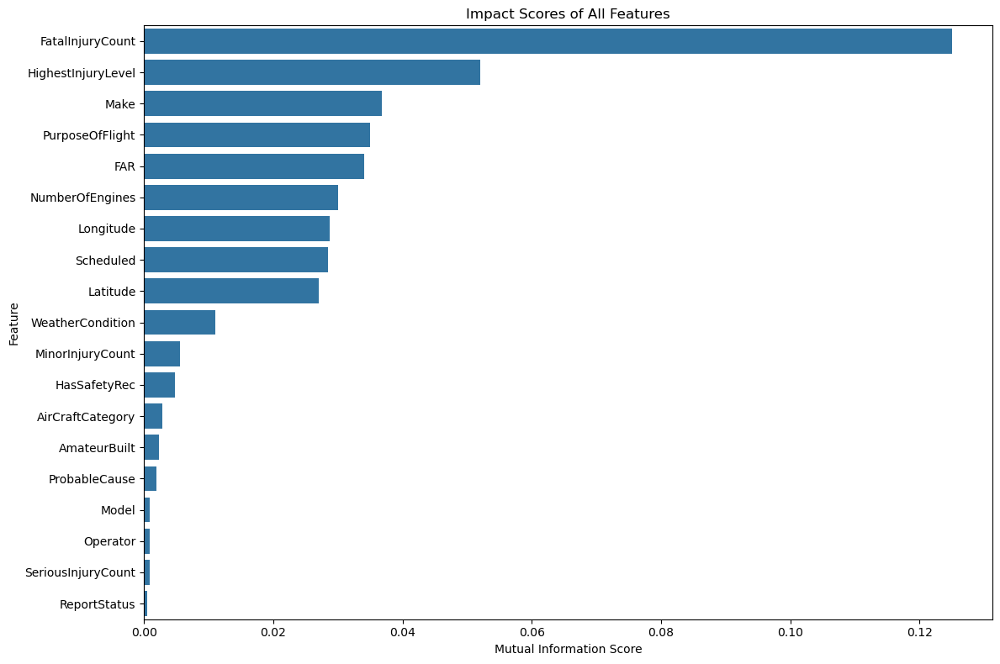 Impact Scores of All Features
Feature
FatalInjuryCount
HighestInjuryLevel
Make
PurposeOfFlight
FAR
NumberOfEngines
Longitude
Scheduled
Latitude
WeatherCondition
MinorInjuryCount
HasSafetyRec
AirCraftCategory
AmateurBuilt
ProbableCause
Model
Operator
SeriousInjuryCount
ReportStatus
0.00 0.02 0.04 0.06 0.08 0.10 0.12
Mutual Information Score